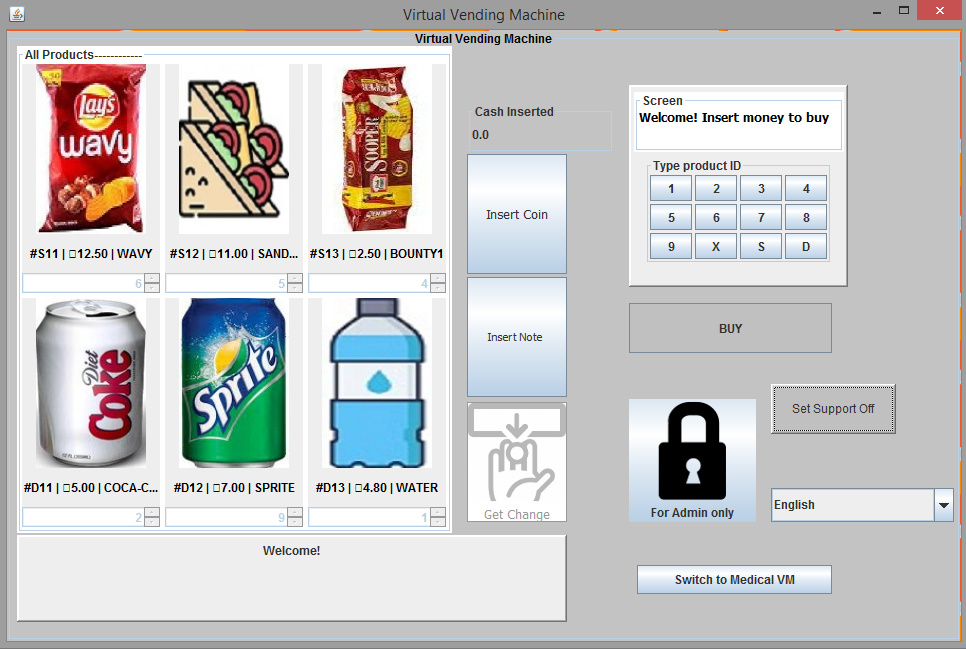 Virtual Vending Machine
Virtual Vending Machine
All Products------------
Lay's
wavy
SOOPER
#S11 | □12.50 | WAVY
#S12 | □11.00 | SAND...
#S13 | □2.50 | BOUNTY1
6
5
4
Diet
Coke
Sprite
#D11 | □5.00 | COCA-C...
#D12 | □7.00 | SPRITE
#D13 | □4.80 | WATER
2
9
1
Welcome!
Cash Inserted
0.0
Insert Coin
Insert Note
Get Change
Screen
Welcome! Insert money to buy
Type product ID
1 2 3 4
5 6 7 8
9 X S D
BUY
For Admin only
Set Support Off
English
Switch to Medical VM